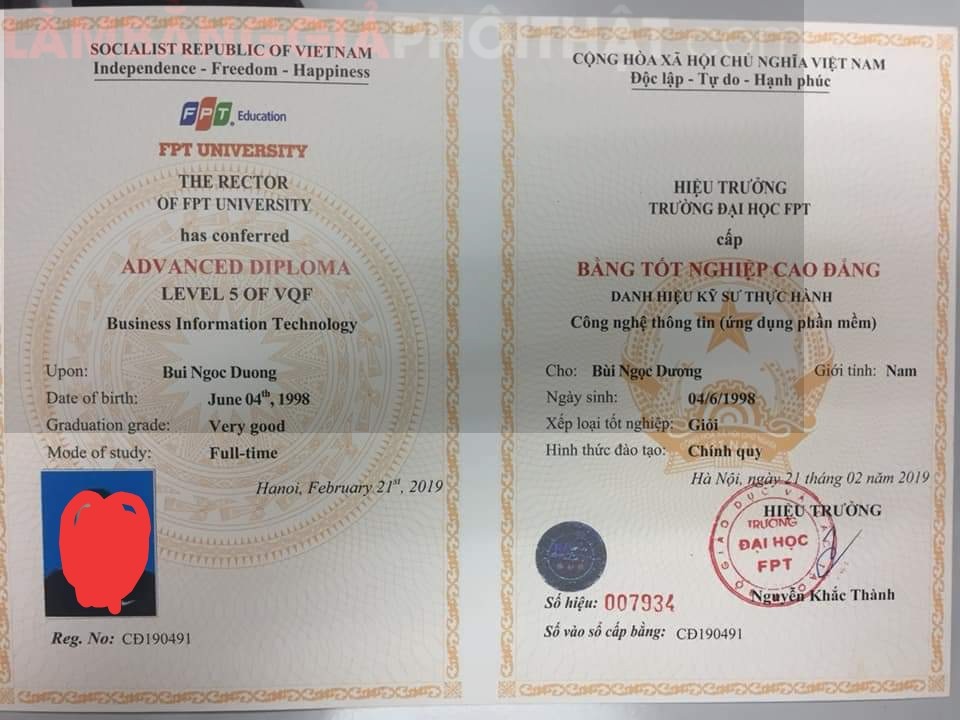 LÀM BẰNG GIẢ PHÔI THẬT.com
SOCIALIST REPUBLIC OF VIETNAM
Independence - Freedom - Happiness
FPT. Education
FPT UNIVERSITY
THE RECTOR
OF FPT UNIVERSITY
has conferred
ADVANCED DIPLOMA
LEVEL 5 OF VQF
Business Information Technology
Upon: Bui Ngoc Duong
Date of birth: June 04th, 1998
Graduation grade: Very good
Mode of study: Full-time
Hanoi, February 21st, 2019
Reg. No: CĐ190491
CỘNG HÒA XÃ HỘI CHỦ NGHĨA VIỆT NAM
Độc lập - Tự do - Hạnh phúc
HIỆU TRƯỞNG
TRƯỜNG ĐẠI HỌC FPT
cấp
BẰNG TỐT NGHIỆP CAO ĐẲNG
DANH HIỆU KỸ SƯ THỰC HÀNH
Công nghệ thông tin (ứng dụng phần mềm)
Cho: Bùi Ngọc Dương Giới tính: Nam
Ngày sinh: 04/6/1998
Xếp loại tốt nghiệp: Giỏi
Hình thức đào tạo: Chính quy
Hà Nội, ngày 21 tháng 02 năm 2019
HIỆU TRƯỞNG
TRƯỜNG
ĐẠI HỌC
FPT
Nguyễn Khắc Thành
Số hiệu: 007934
Số vào sổ cấp bằng: CĐ190491